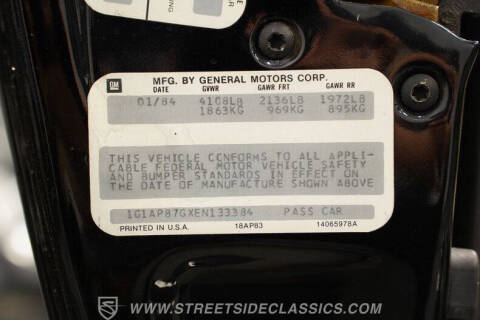 ING
GM
MFG. BY GENERAL MOTORS CORP.
DATE GVWR GAWR FRT GAWR RR
01/84 4108LB 2136LB 1972LB
1863KG 969KG 895KG
THIS VEHICLE CONFORMS TO ALL APPLI-
CABLE FEDERAL MOTOR VEHICLE SAFETY
AND BUMPER STANDARDS IN EFFECT ON
THE DATE OF MANUFACTURE SHOWN ABOVE
1G1AP87GXEN133384 PASS CAR
PRINTED IN U.S.A. 18AP83 14065978A
WWW.STREETSIDECLASSICS.COM